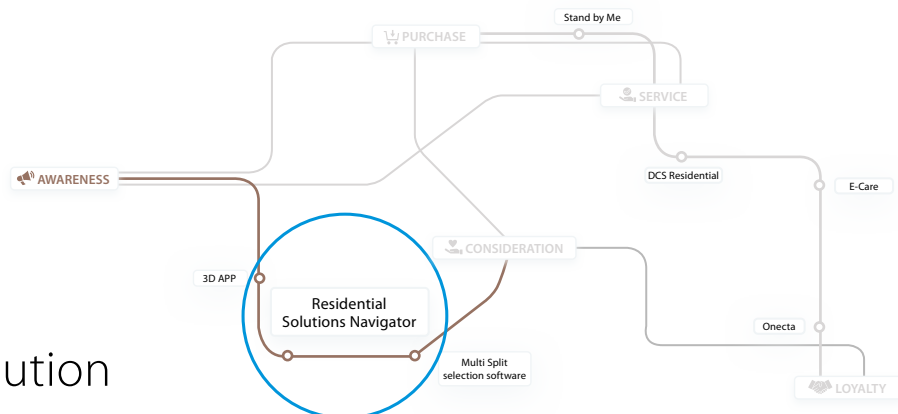 Stand by Me
PURCHASE
SERVICE
AWARENESS
DCS Residential
E-Care
CONSIDERATION
3D APP
Residential
Solutions Navigator
Onecta
Multi Split
selection software
ution
LOYALTY